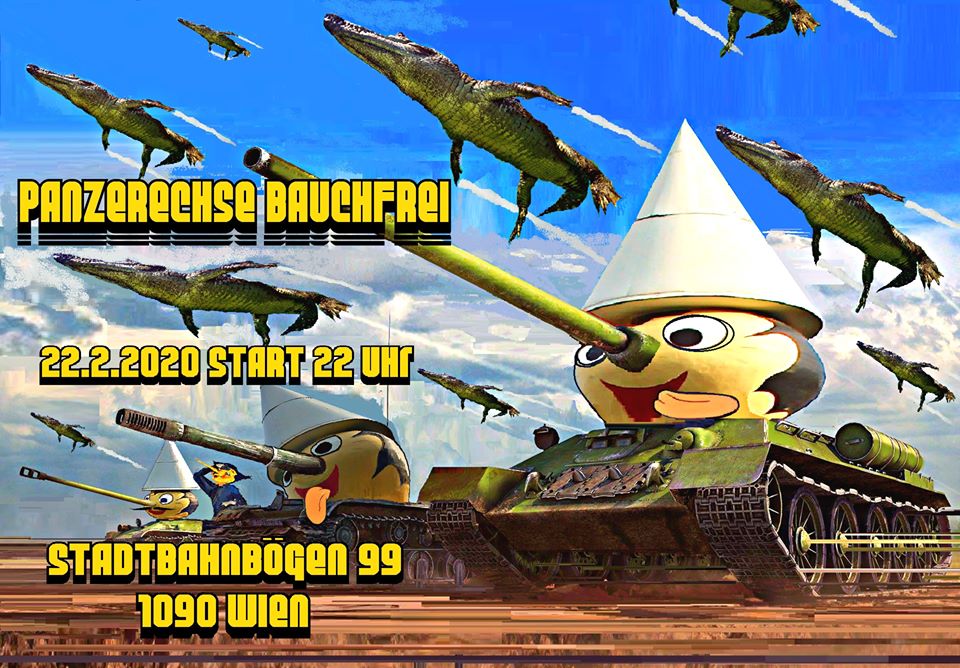 PANZERECHSE BAUCHFREI
22.2.2020 START 22 Uhr
STADTBAHNBÖGEN 99
1090 WIEN